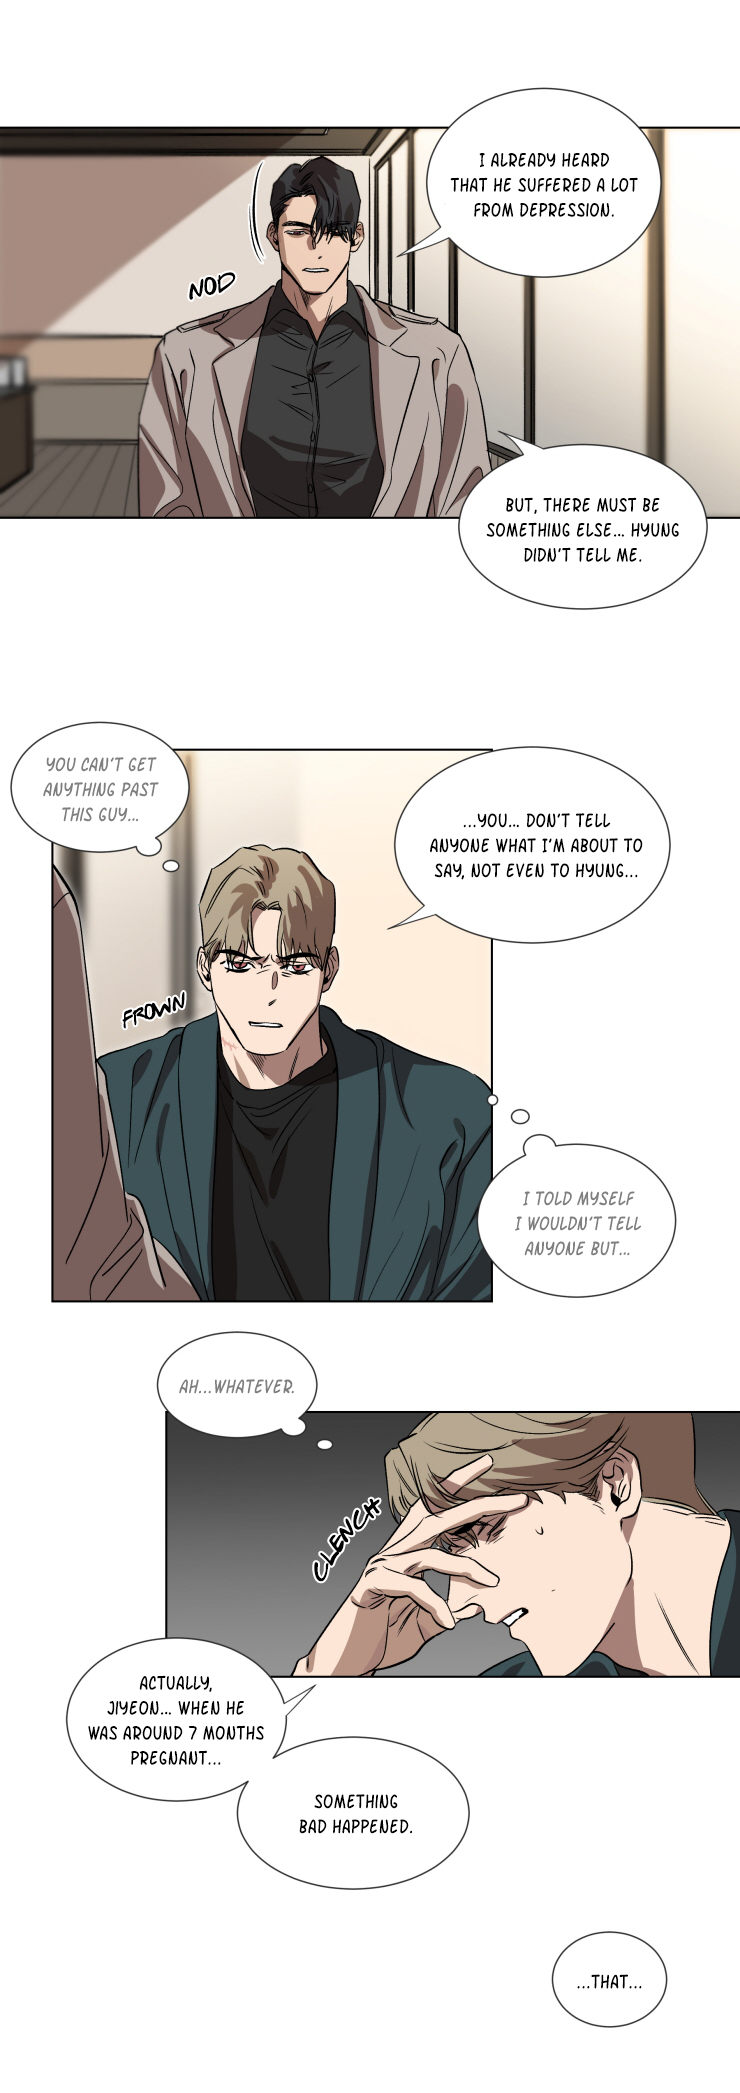 I ALREADY HEARD
THAT HE SUFFERED A LOT
FROM DEPRESSION.
NOD
BUT, THERE MUST BE
SOMETHING ELSE... HYUNG
DIDN'T TELL ME.
YOU CAN'T GET
ANYTHING PAST
THIS GUY...
...YOU... DON'T TELL
ANYONE WHAT I'M ABOUT TO
SAY, NOT EVEN TO HYUNG...
FROWN
I TOLD MYSELF
I WOULDN'T TELL
ANYONE BUT...
AH...WHATEVER.
CLENCH
ACTUALLY,
JIYEON... WHEN HE
WAS AROUND 7 MONTHS
PREGNANT...
SOMETHING
BAD HAPPENED.
...THAT...